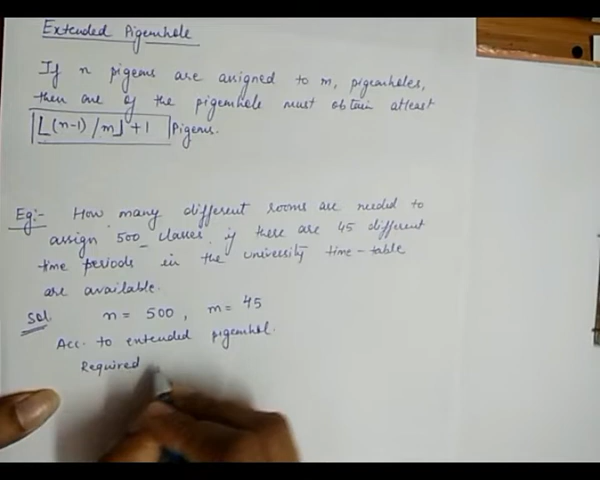 Extended Pigeonhole
If n pigeons are assigned to m, pigeonholes,
then one of the pigeonhole must obtain atleast
⌊(n-1)/m⌋ + 1 Pigeons.
Eg:- How many different rooms are needed to
assign 500 classes if there are 45 different
time periods in the university time-table
are available.
Sol n = 500, m = 45
Acc. to extended pigeonhol.
Required